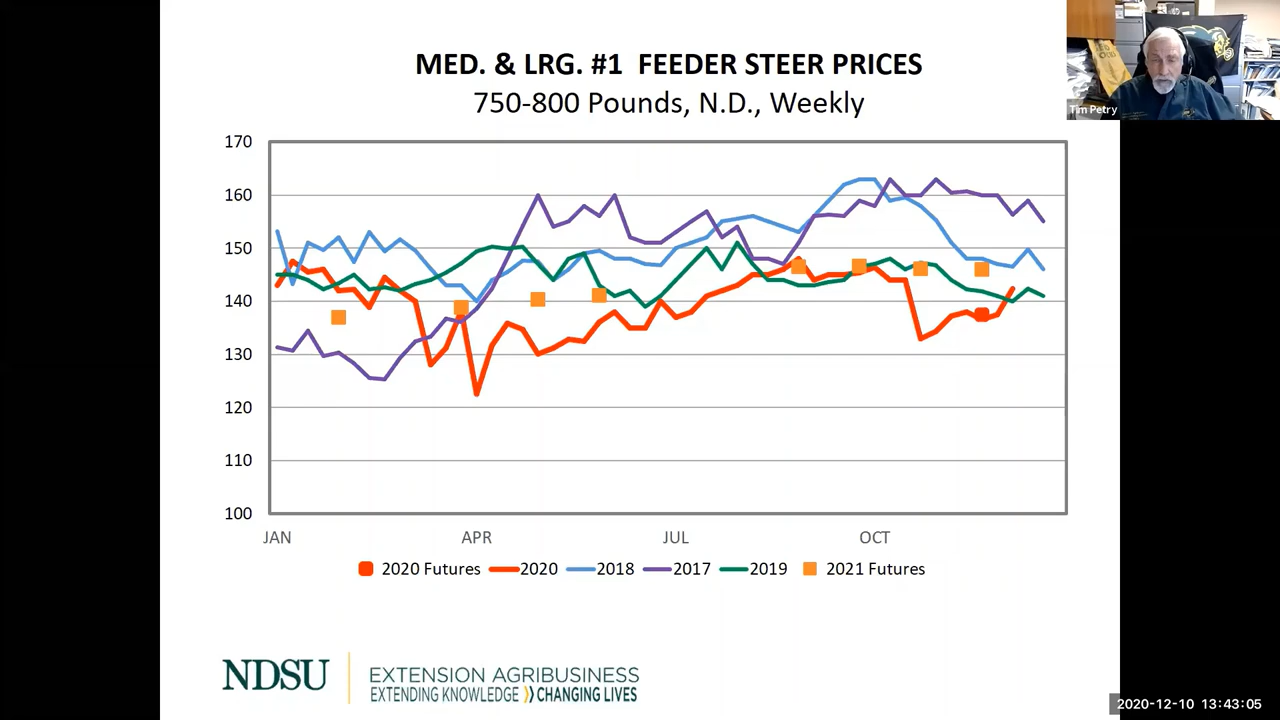 MED. & LRG. #1 FEEDER STEER PRICES
750-800 Pounds, N.D., Weekly
Tim Petry
170
160
150
140
130
120
110
100
JAN APR JUL OCT
2020 Futures 2020 2018 2017 2019 2021 Futures
NDSU EXTENSION AGRIBUSINESS
EXTENDING KNOWLEDGE CHANGING LIVES
2020-12-10 13:43:05